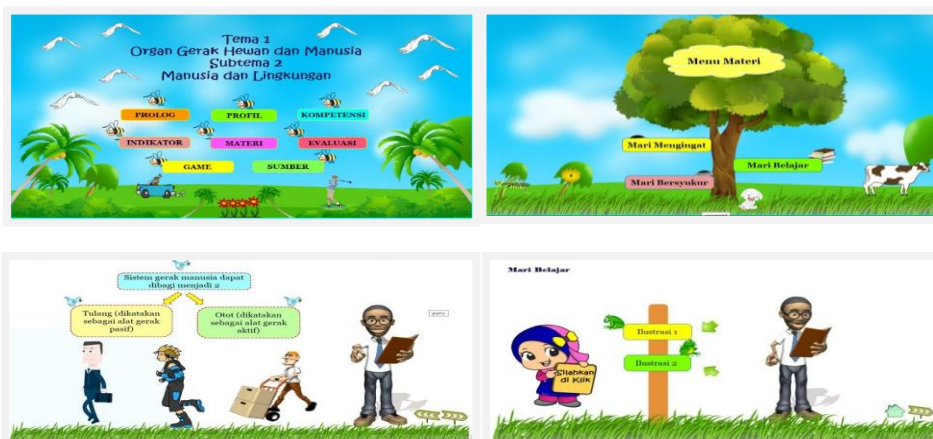 Tema 1
Organ Gerak Hewan dan Manusia
Subtema 2
Manusia dan Lingkungan
PROLOG
PROFIL
KOMPETENSI
INDIKATOR
MATERI
EVALUASI
GAME
SUMBER
Menu Materi
Mari Mengingat
Mari Belajar
Mari Bersyukur
Sistem gerak manusia dapat
dibagi menjadi 2
Tulang (dikatakan
sebagai alat gerak
pasif)
Otot (dikatakan
sebagai alat gerak
aktif)
Mari Belajar
Ilustrasi 1
Ilustrasi 2
Silahkan
di Klik